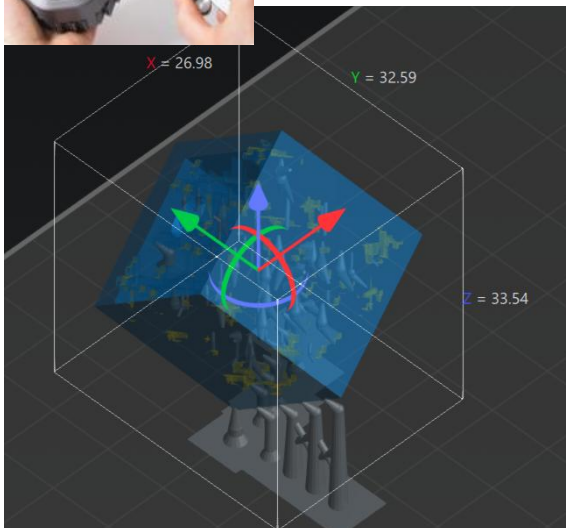 X = 26.98
Y = 32.59
Z = 33.54